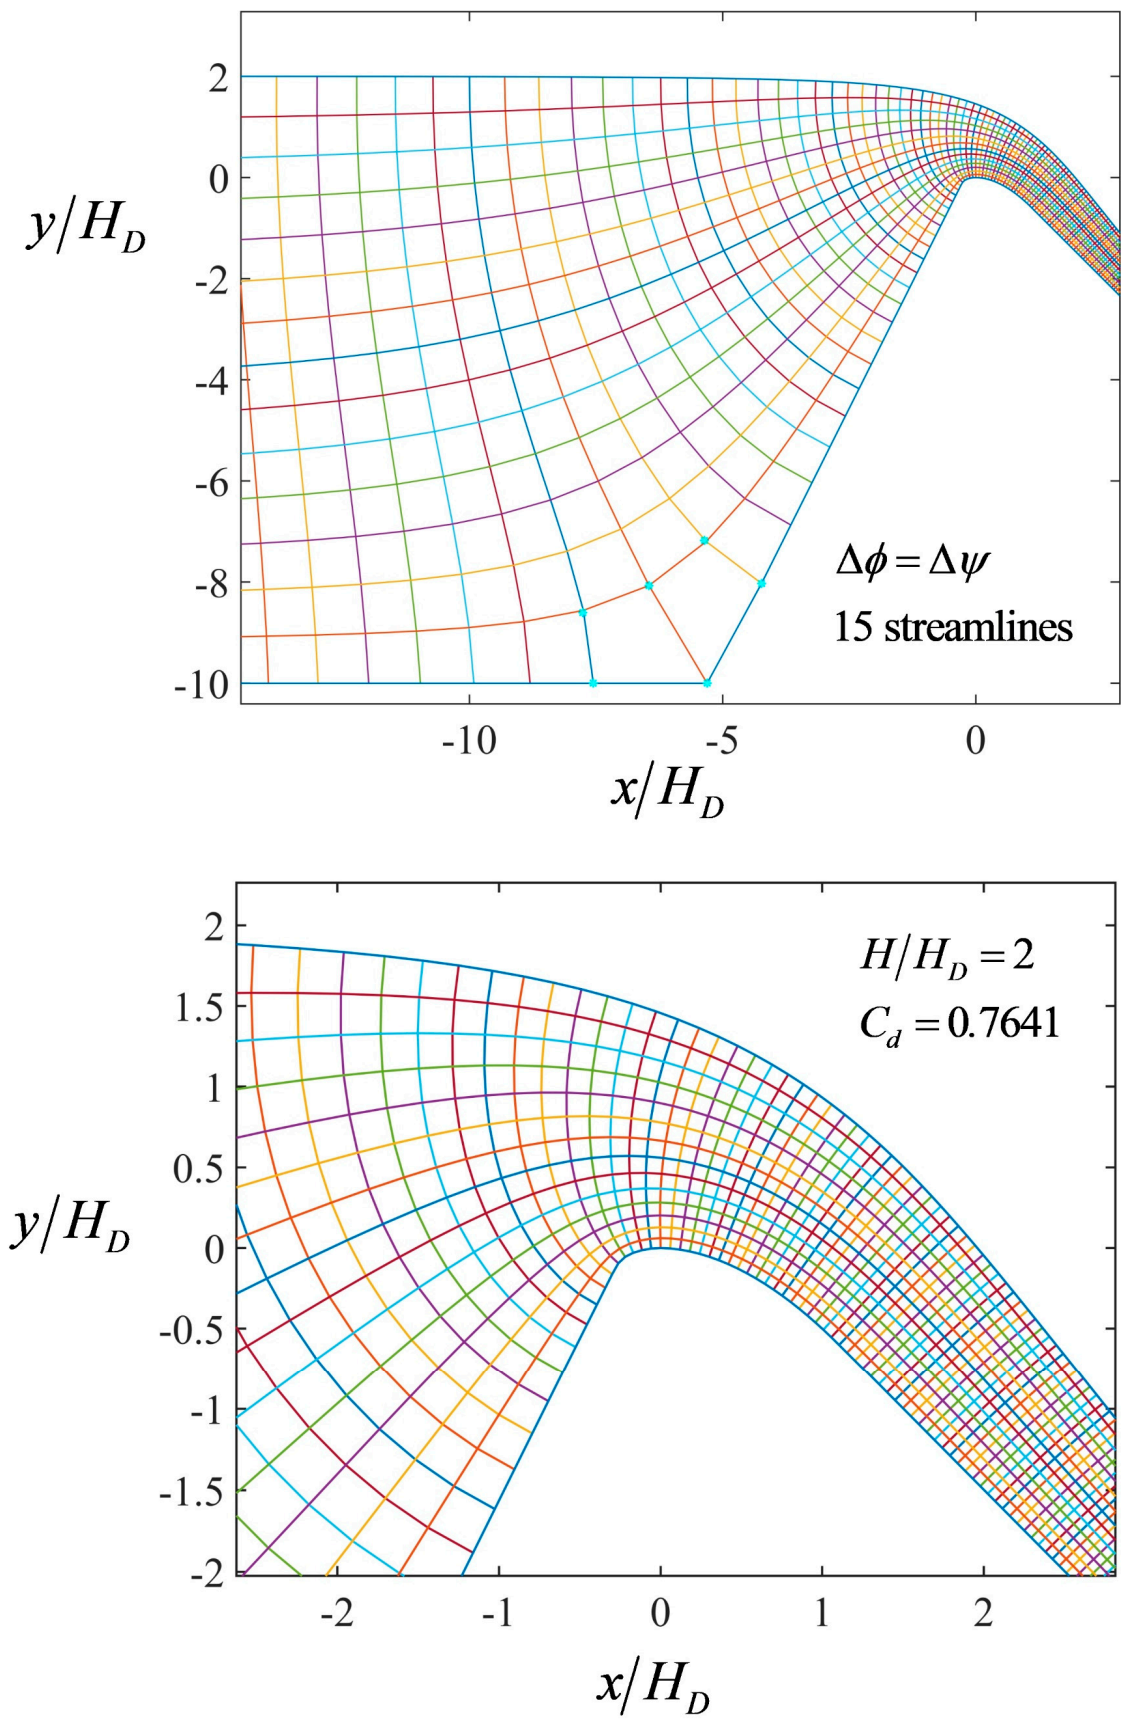 2
0
-2
-4
-6
-8
-10
y/H_D
Δϕ = Δψ
15 streamlines
-10 -5 0
x/H_D
2
1.5
1
0.5
0
-0.5
-1
-1.5
-2
y/H_D
H/H_D = 2
C_d = 0.7641
-2 -1 0 1 2
x/H_D